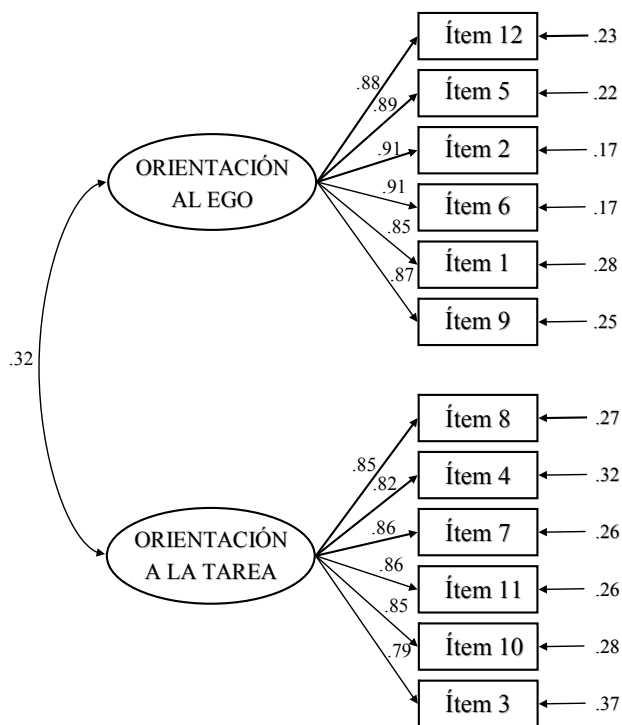 Ítem 12
.23
.88
Ítem 5
.22
.89
Ítem 2
.17
.91
ORIENTACIÓN
AL EGO
Ítem 6
.17
.91
Ítem 1
.28
.85
Ítem 9
.25
.87
.32
Ítem 8
.27
.85
Ítem 4
.32
.82
Ítem 7
.26
.86
ORIENTACIÓN
A LA TAREA
Ítem 11
.26
.86
Ítem 10
.28
.85
Ítem 3
.37
.79